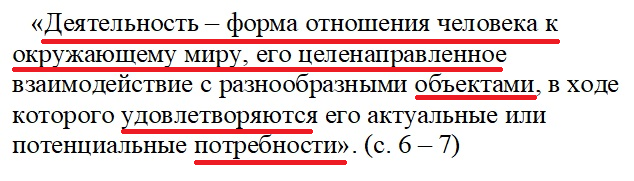 «Деятельность – форма отношения человека к
окружающему миру, его целенаправленное
взаимодействие с разнообразными объектами, в ходе
которого удовлетворяются его актуальные или
потенциальные потребности». (с. 6 – 7)